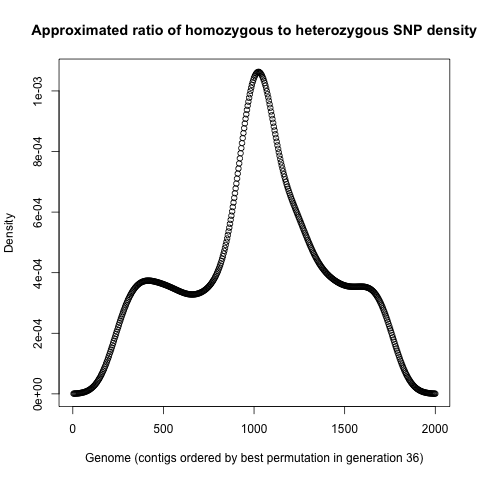 Approximated ratio of homozygous to heterozygous SNP density
Density
1e-03
8e-04
6e-04
4e-04
2e-04
0e+00
0 500 1000 1500 2000
Genome (contigs ordered by best permutation in generation 36)